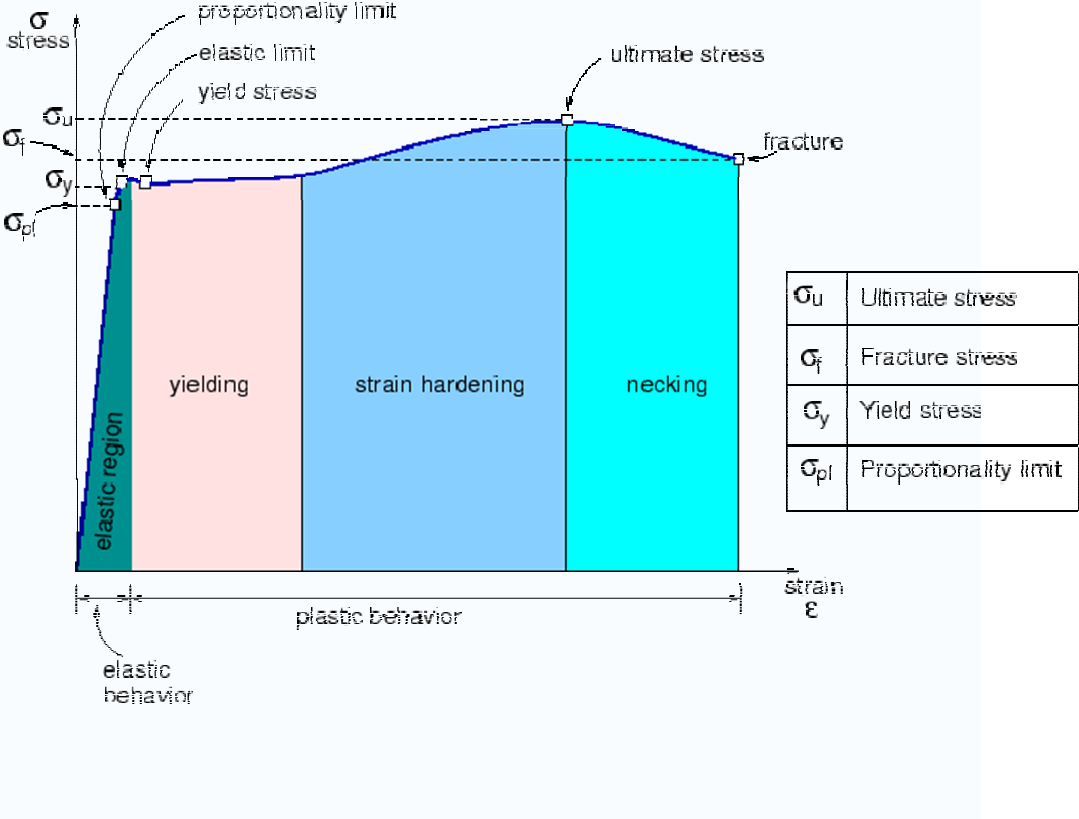 σ
stress
proportionality limit
elastic limit
yield stress
ultimate stress
fracture
σu
σf
σy
σpl
yielding
strain hardening
necking
elastic region
strain
ε
plastic behavior
elastic
behavior
σu Ultimate stress
σf Fracture stress
σy Yield stress
σpl Proportionality limit